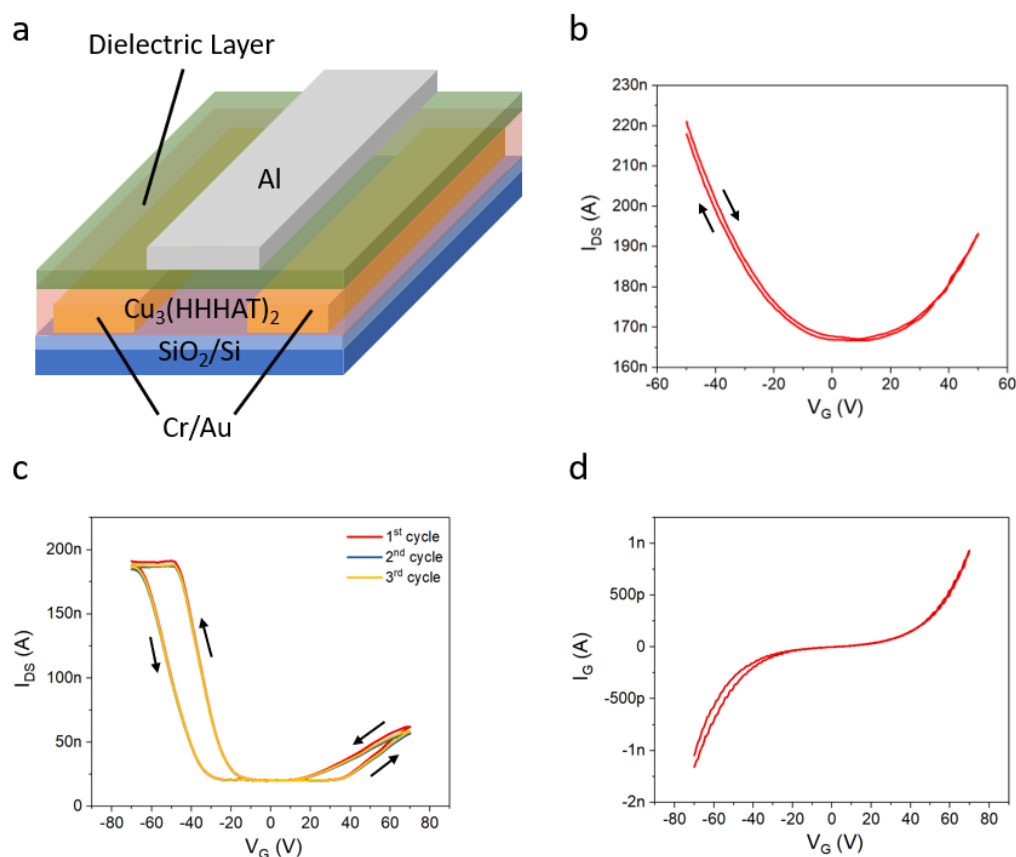 a
Dielectric Layer
Al
Cu3(HHHAT)2
SiO2/Si
Cr/Au
b
230n
220n
210n
200n
190n
180n
170n
160n
-60 -40 -20 0 20 40 60
IDS (A)
VG (V)
c
1st cycle
2nd cycle
3rd cycle
200n
150n
100n
50n
0
-80 -60 -40 -20 0 20 40 60 80
IDS (A)
VG (V)
d
1n
500p
0
-500p
-1n
-2n
-80 -60 -40 -20 0 20 40 60 80
IG (A)
VG (V)